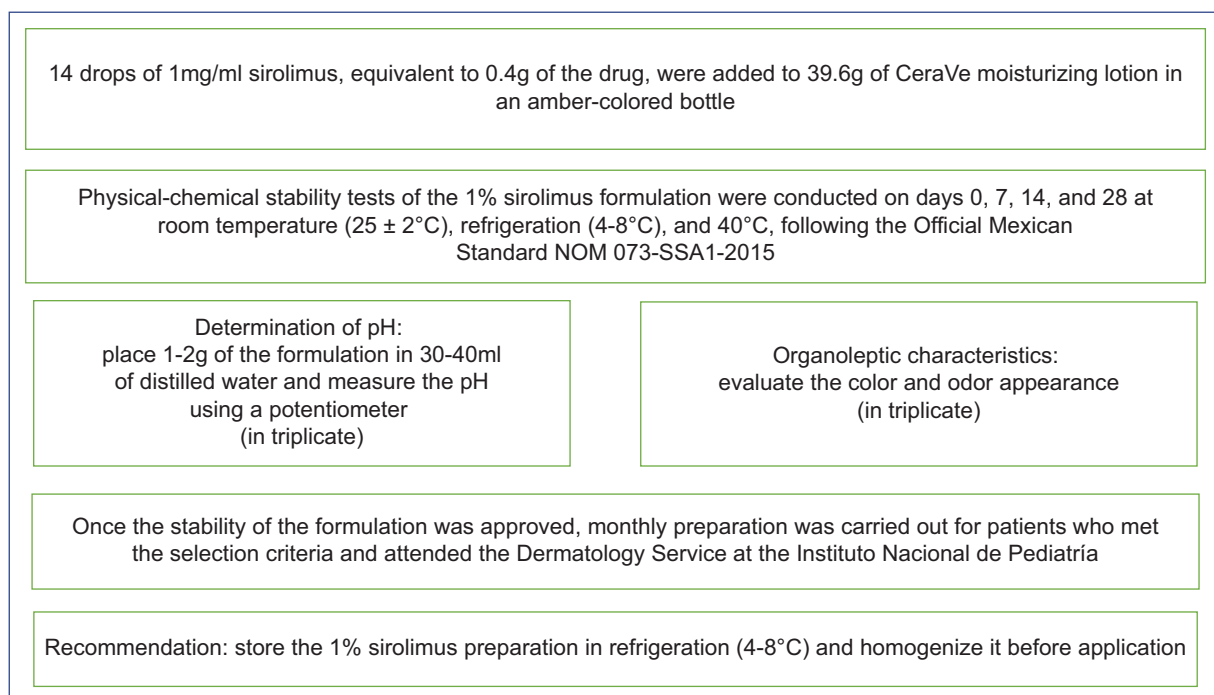 14 drops of 1mg/ml sirolimus, equivalent to 0.4g of the drug, were added to 39.6g of CeraVe moisturizing lotion in
an amber-colored bottle
Physical-chemical stability tests of the 1% sirolimus formulation were conducted on days 0, 7, 14, and 28 at
room temperature (25 ± 2°C), refrigeration (4-8°C), and 40°C, following the Official Mexican
Standard NOM 073-SSA1-2015
Determination of pH:
place 1-2g of the formulation in 30-40ml
of distilled water and measure the pH
using a potentiometer
(in triplicate)
Organoleptic characteristics:
evaluate the color and odor appearance
(in triplicate)
Once the stability of the formulation was approved, monthly preparation was carried out for patients who met
the selection criteria and attended the Dermatology Service at the Instituto Nacional de Pediatría
Recommendation: store the 1% sirolimus preparation in refrigeration (4-8°C) and homogenize it before application